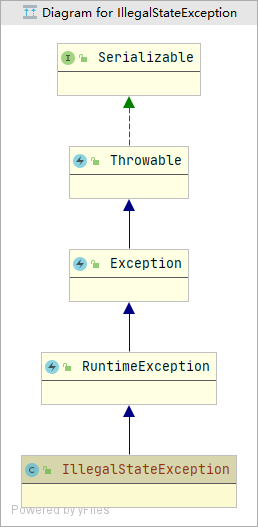 Diagram for IllegalStateException
I Serializable
Throwable
Exception
RuntimeException
C IllegalStateException
Powered by yFiles